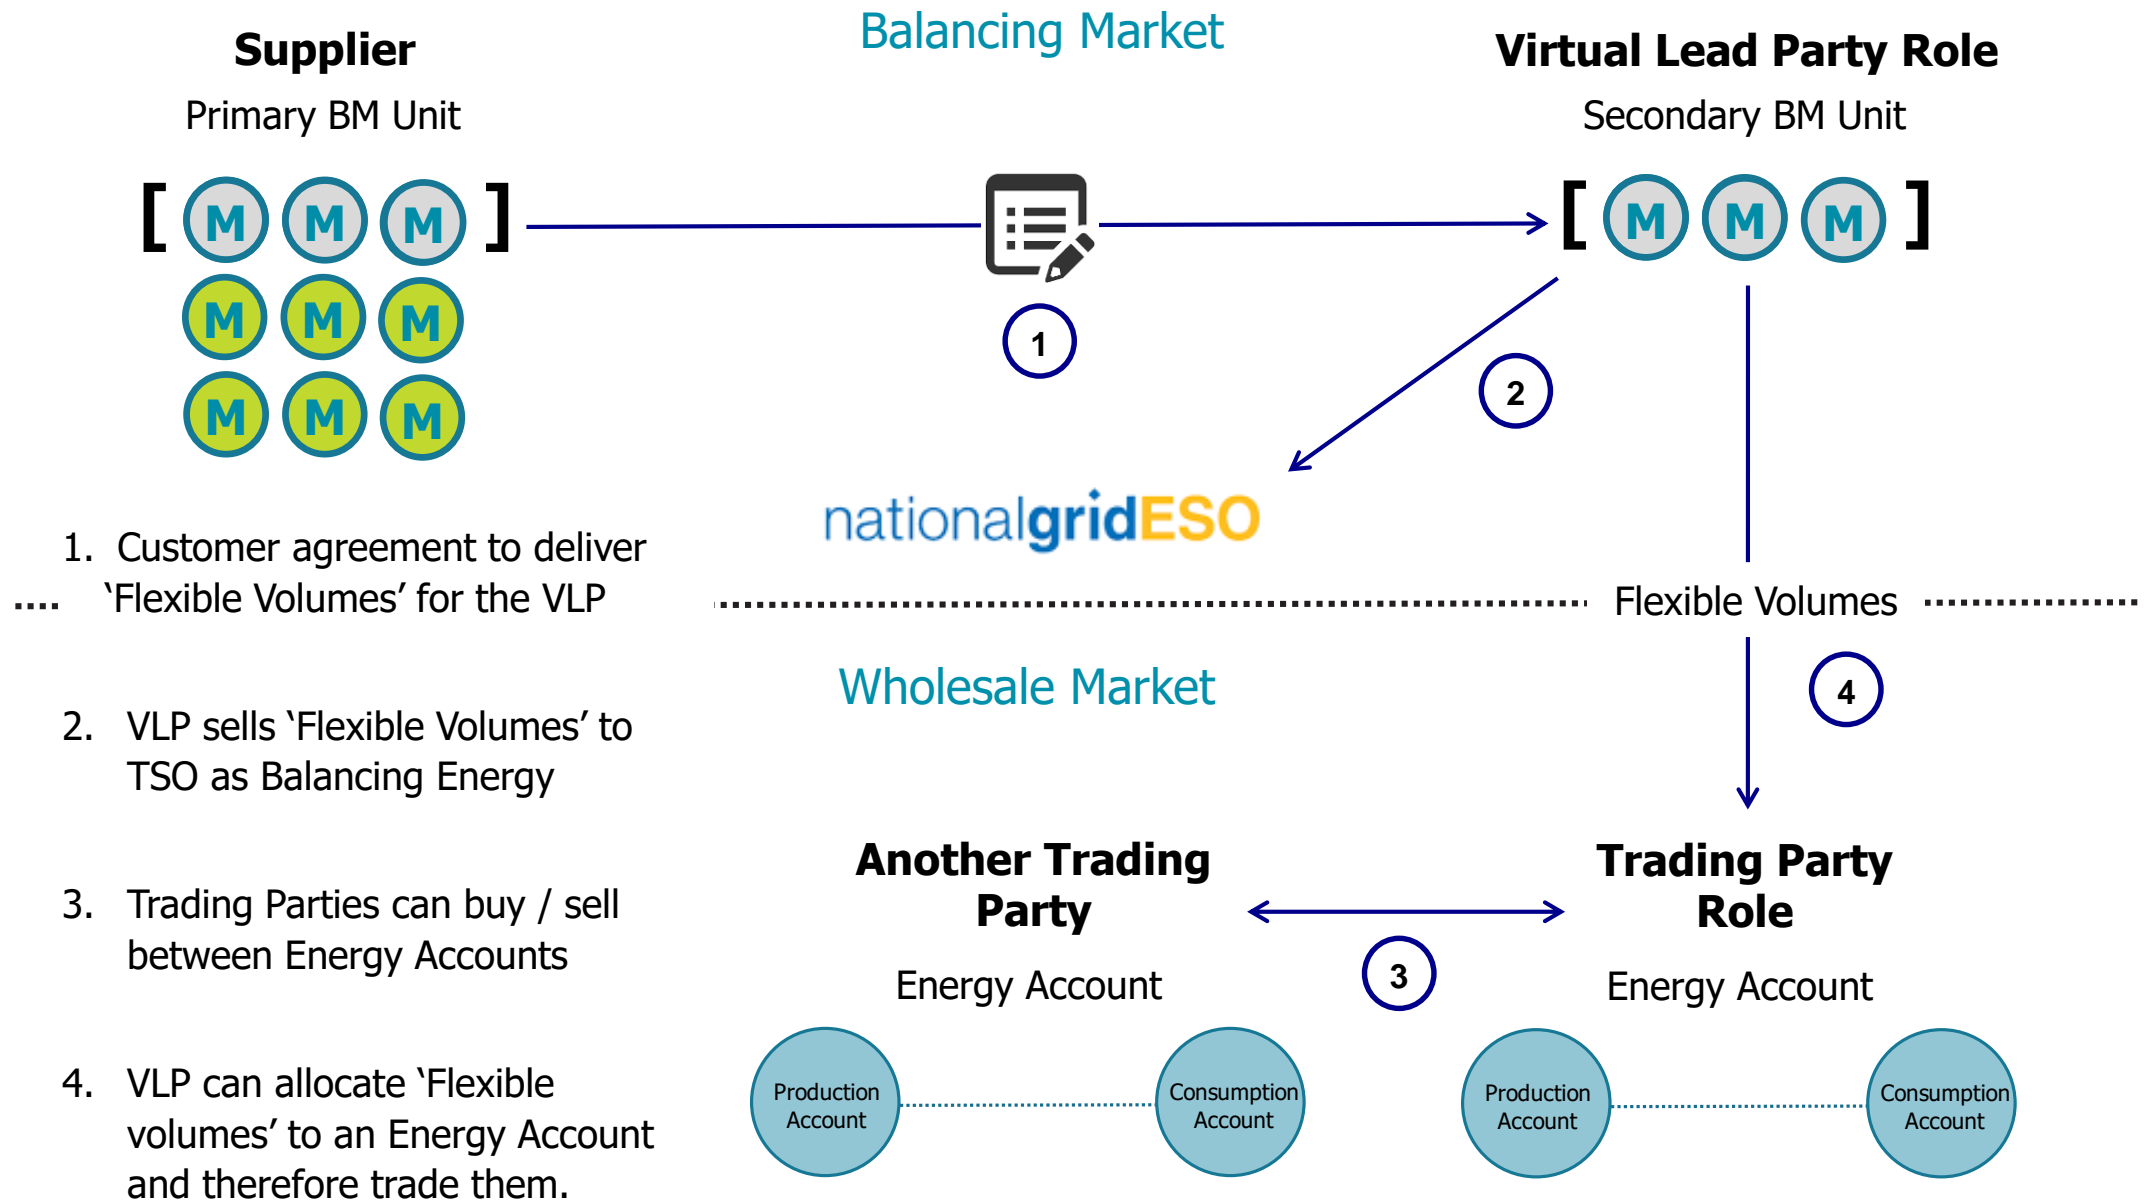 Balancing Market
Supplier
Primary BM Unit
Virtual Lead Party Role
Secondary BM Unit
[ M M M ]
M M M
M M M
[ M M M ]
1
2
nationalgridESO
1. Customer agreement to deliver
‘Flexible Volumes’ for the VLP
2. VLP sells ‘Flexible Volumes’ to
TSO as Balancing Energy
3. Trading Parties can buy / sell
between Energy Accounts
4. VLP can allocate ‘Flexible
volumes’ to an Energy Account
and therefore trade them.
Flexible Volumes
Wholesale Market
4
Another Trading
Party
Energy Account
3
Trading Party
Role
Energy Account
Production
Account
Consumption
Account
Production
Account
Consumption
Account